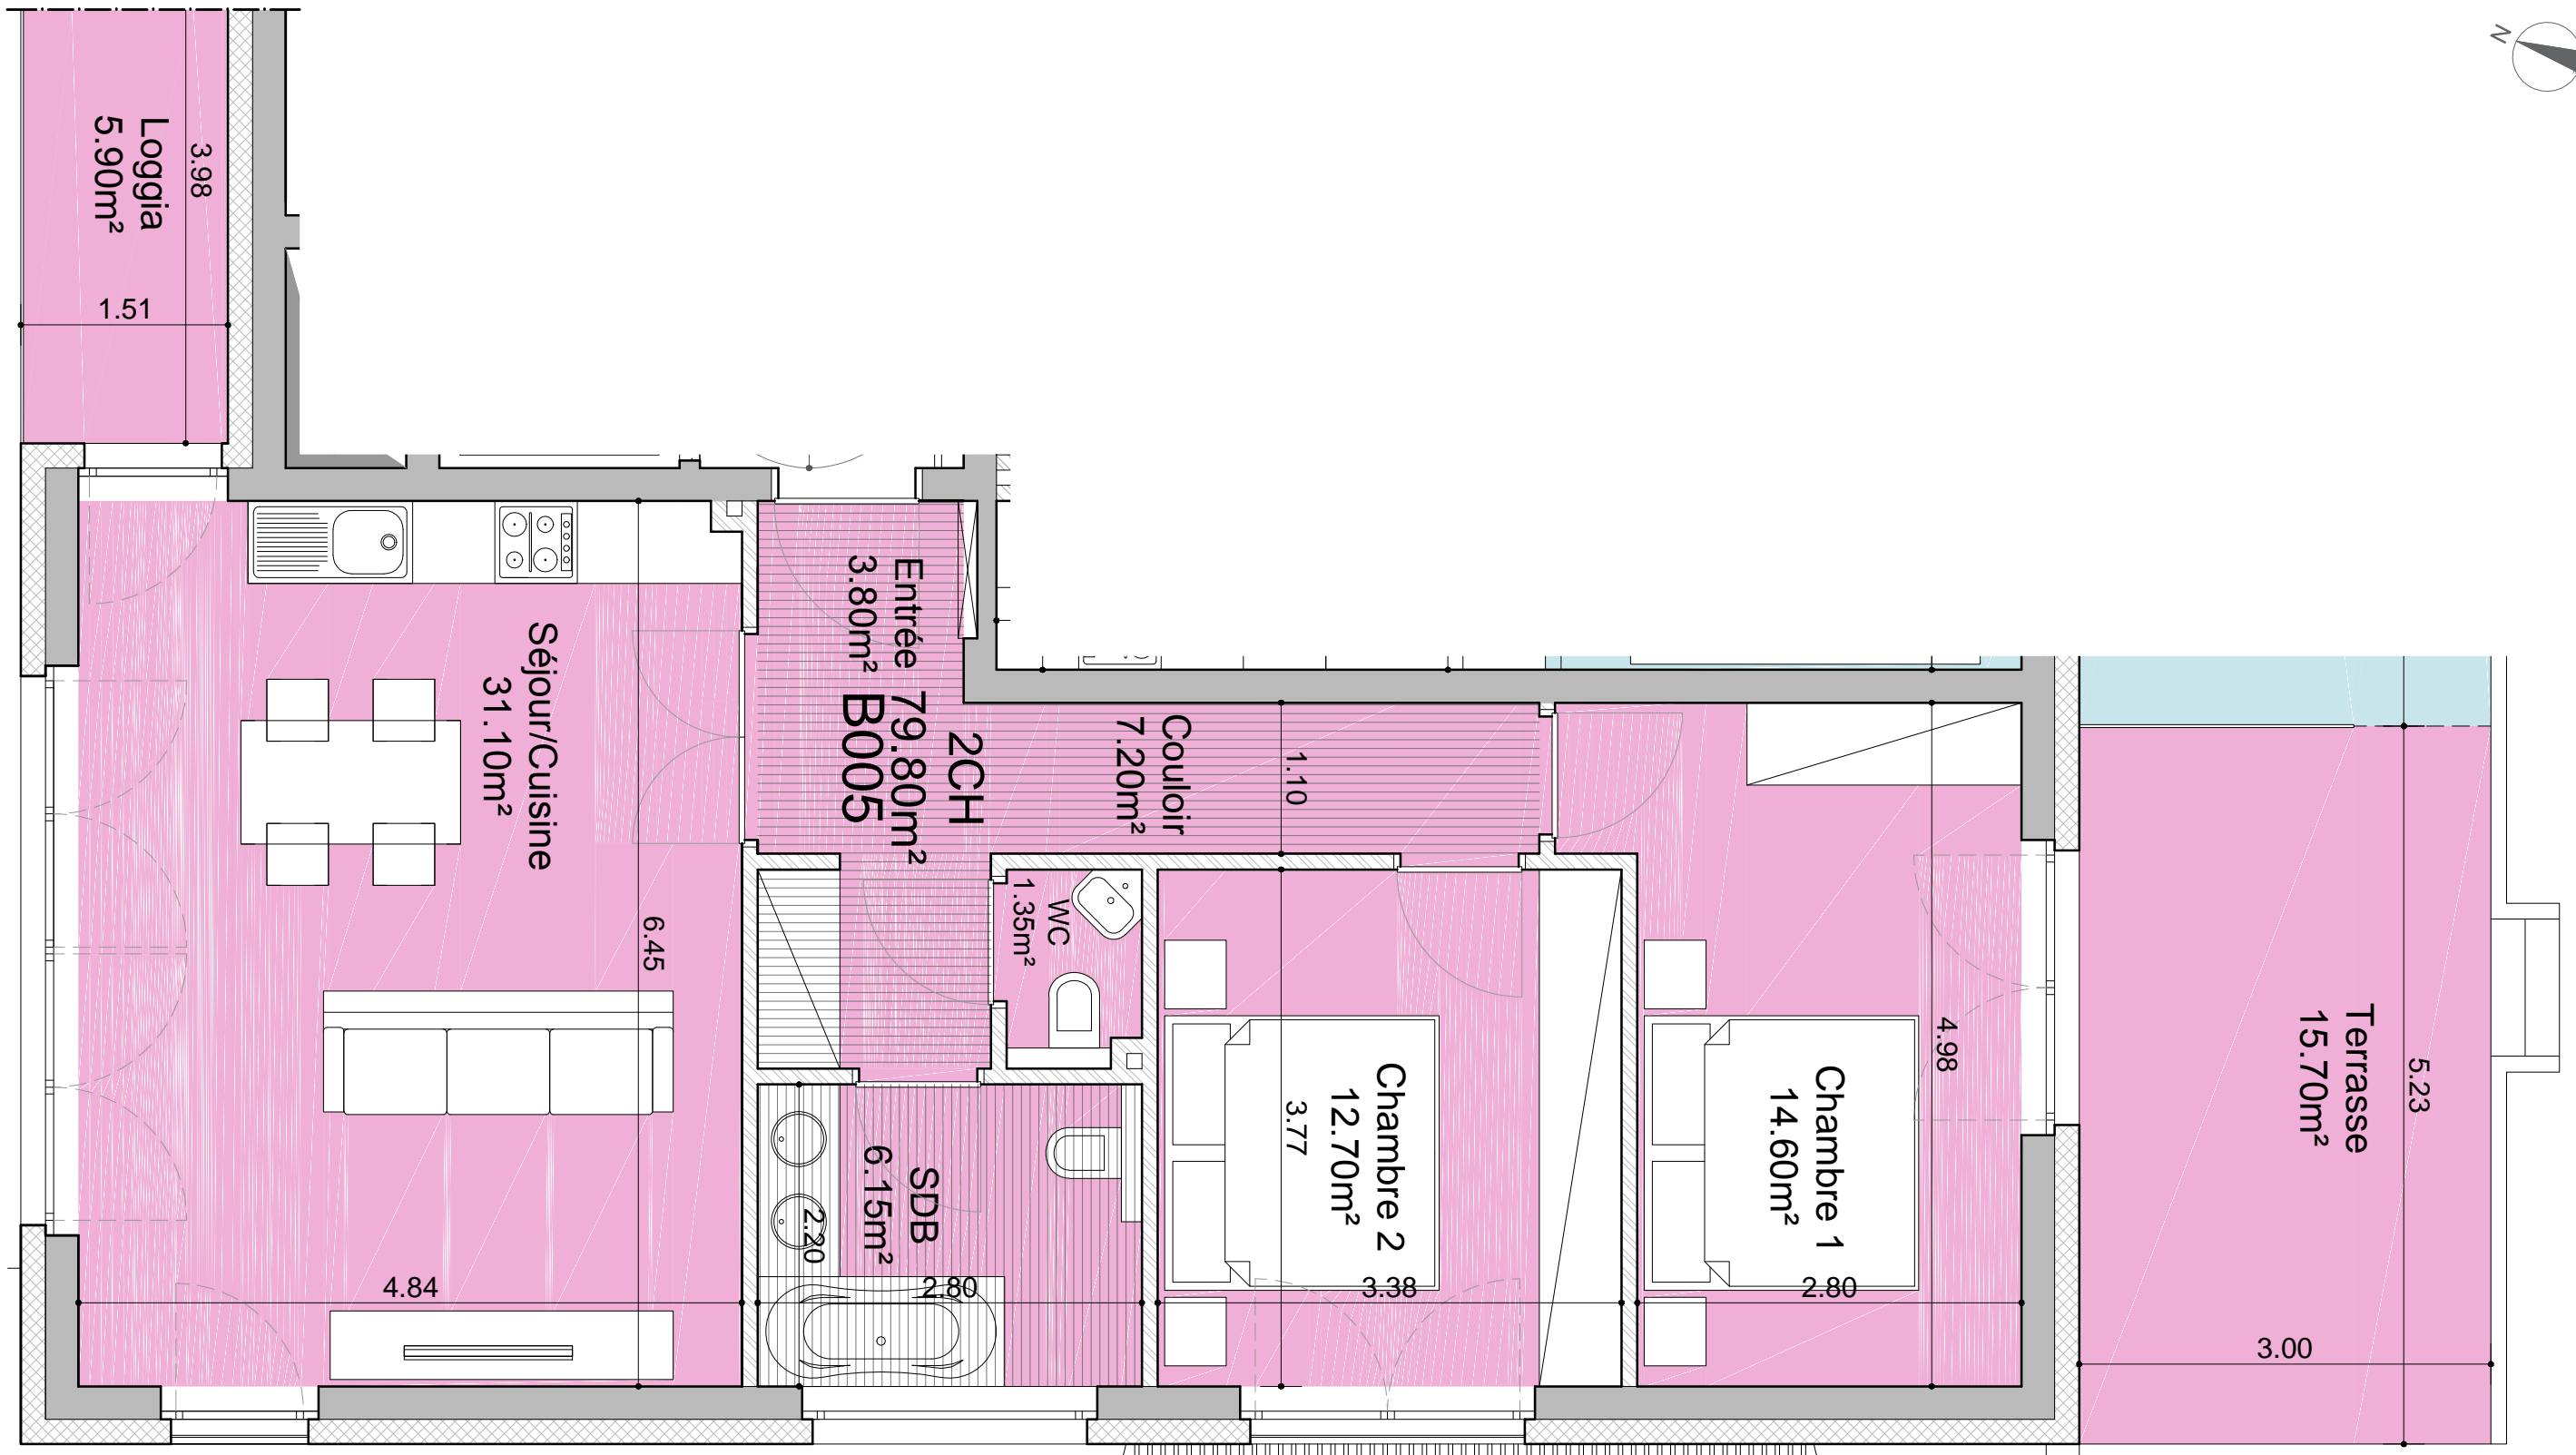 N
Loggia
5.90m²
3.98
1.51
Entrée
3.80m²
2CH
79.80m²
B005
Séjour/Cuisine
31.10m²
6.45
4.84
Couloir
7.20m²
1.10
WC
1.35m²
SDB
6.15m²
2.20
2.80
Chambre 2
12.70m²
3.77
3.38
Chambre 1
14.60m²
4.98
2.80
Terrasse
15.70m²
5.23
3.00